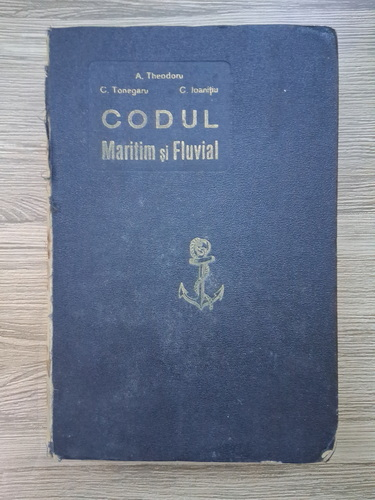 A. Theodoru
C. Tonegaru C. Ioanițiu
CODUL
Maritim și Fluvial